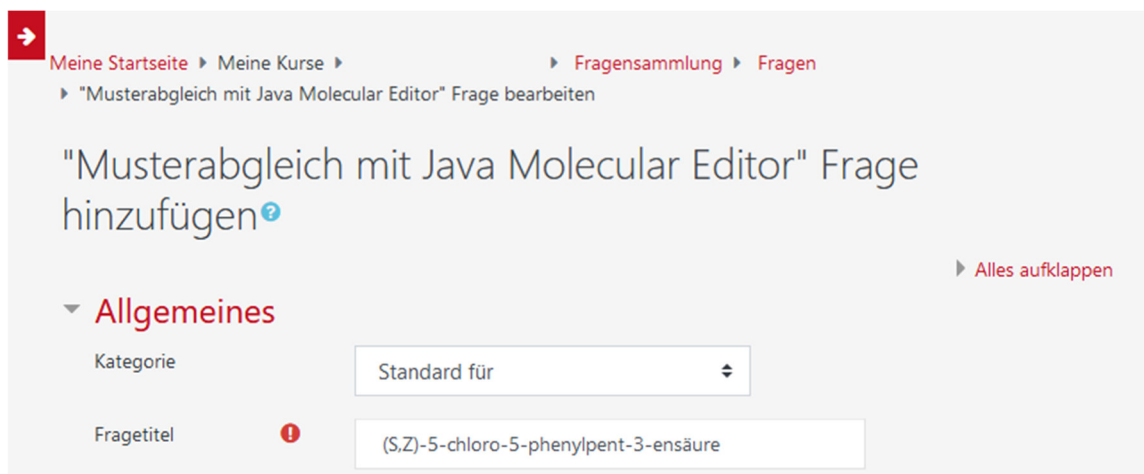 Meine Startseite Meine Kurse Fragensammlung Fragen
"Musterabgleich mit Java Molecular Editor" Frage bearbeiten
"Musterabgleich mit Java Molecular Editor" Frage
hinzufügen
Alles aufklappen
Allgemeines
Kategorie Standard für
Fragetitel (S,Z)-5-chloro-5-phenylpent-3-ensäure